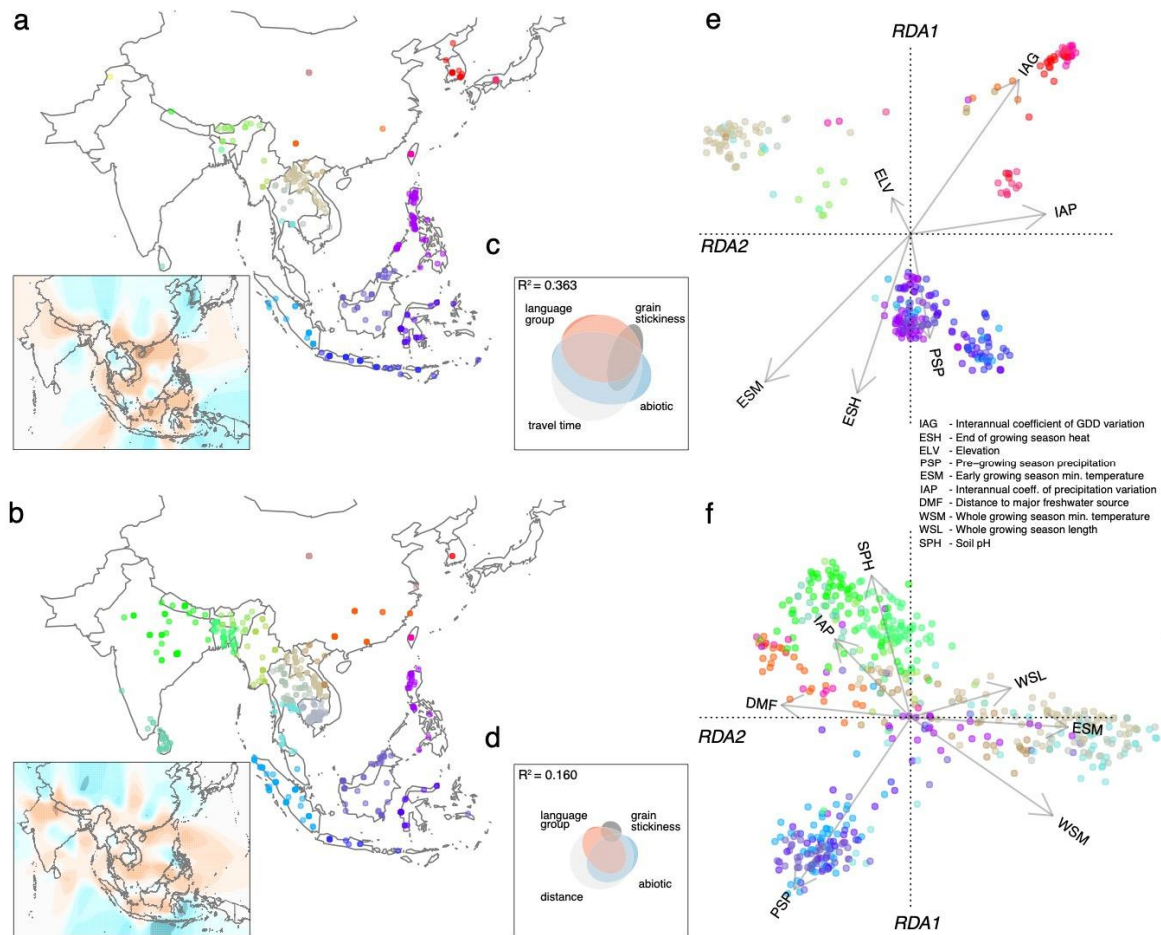 a
c
R² = 0.363
language
group
grain
stickiness
abiotic
travel time
b
d
R² = 0.160
language
group
grain
stickiness
abiotic
distance
e
RDA1
IAG
ELV
IAP
RDA2
ESM
ESH
PSP
IAG - Interannual coefficient of GDD variation
ESH - End of growing season heat
ELV - Elevation
PSP - Pre-growing season precipitation
ESM - Early growing season min. temperature
IAP - Interannual coeff. of precipitation variation
DMF - Distance to major freshwater source
WSM - Whole growing season min. temperature
WSL - Whole growing season length
SPH - Soil pH
f
SPH
IAP
WSL
DMF
ESM
RDA2
WSM
PSP
RDA1